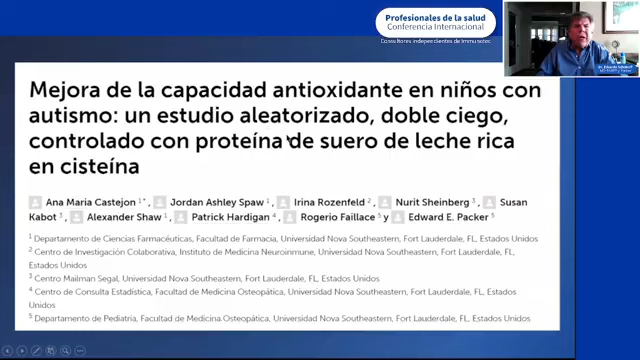 Profesionales de la salud
Conferencia Internacional
Consultores independientes de Immunotec
Mejora de la capacidad antioxidante en niños con
autismo: un estudio aleatorizado, doble ciego,
controlado con proteína de suero de leche rica
en cisteína
Ana Maria Castejon 1*, Jordan Ashley Spaw 1, Irina Rozenfeld 2, Nurit Sheinberg 3, Susan
Kabot 3, Alexander Shaw 1, Patrick Hardigan 4, Rogerio Faillace 5 y Edward E. Packer 5
1 Departamento de Ciencias Farmacéuticas, Facultad de Farmacia, Universidad Nova Southeastern, Fort Lauderdale, FL, Estados Unidos
2 Centro de Investigación Colaborativa, Instituto de Medicina Neuroinmune, Universidad Nova Southeastern, Fort Lauderdale, FL,
Estados Unidos
3 Centro Mailman Segal, Universidad Nova Southeastern, Fort Lauderdale, FL, Estados Unidos
4 Centro de Consulta Estadística, Facultad de Medicina Osteopática, Universidad Nova Southeastern, Fort Lauderdale, FL, Estados
Unidos
5 Departamento de Pediatría, Facultad de Medicina Osteopática, Universidad Nova Southeastern, Fort Lauderdale, FL, Estados Unidos